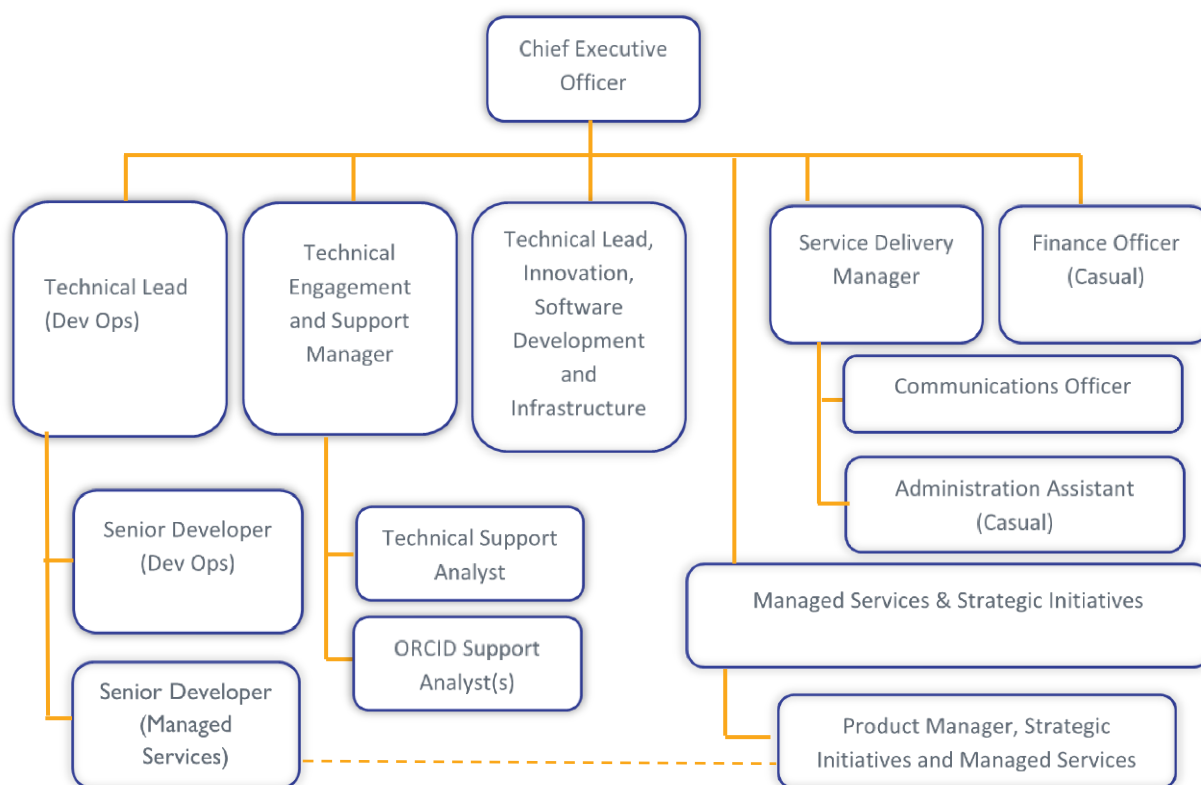 Chief Executive
Officer
Technical Lead
(Dev Ops)
Technical
Engagement
and Support
Manager
Technical Lead,
Innovation,
Software
Development
and
Infrastructure
Service Delivery
Manager
Finance Officer
(Casual)
Communications Officer
Administration Assistant
(Casual)
Senior Developer
(Dev Ops)
Technical Support
Analyst
Managed Services & Strategic Initiatives
ORCID Support
Analyst(s)
Senior Developer
(Managed
Services)
Product Manager, Strategic
Initiatives and Managed Services